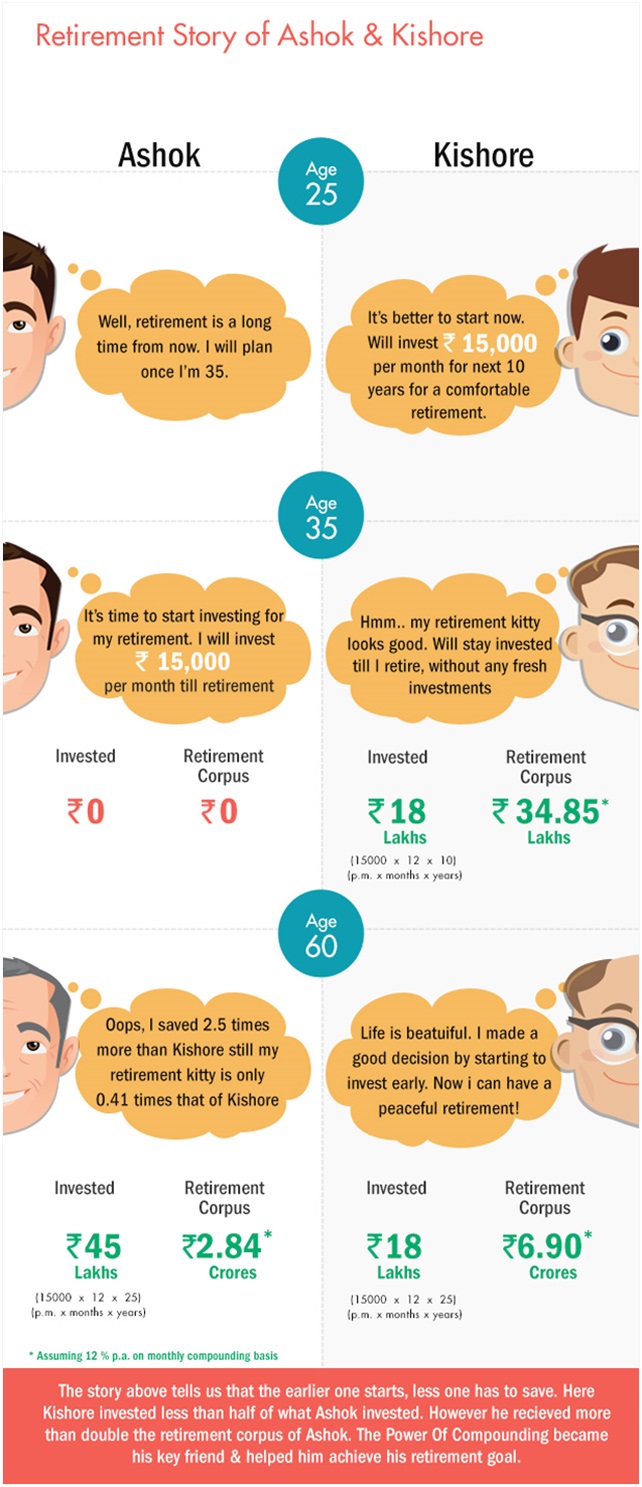 Retirement Story of Ashok & Kishore
Ashok
Age
25
Kishore
Well, retirement is a long
time from now. I will plan
once I'm 35.
It's better to start now.
Will invest ₹ 15,000
per month for next 10
years for a comfortable
retirement.
Age
35
It's time to start investing for
my retirement. I will invest
₹ 15,000
per month till retirement
Hmm.. my retirement kitty
looks good. Will stay invested
till I retire, without any fresh
investments
Invested
Retirement
Corpus
₹0
₹0
Invested
Retirement
Corpus
₹18
Lakhs
(15000 x 12 x 10)
(p.m. x months x years)
₹ 34.85*
Lakhs
Age
60
Oops, I saved 2.5 times
more than Kishore still my
retirement kitty is only
0.41 times that of Kishore
Life is beatuiful. I made a
good decision by starting to
invest early. Now i can have a
peaceful retirement!
Invested
Retirement
Corpus
₹45
Lakhs
(15000 x 12 x 25)
(p.m. x months x years)
₹2.84*
Crores
Invested
Retirement
Corpus
₹18
Lakhs
(15000 x 12 x 25)
(p.m. x months x years)
₹6.90*
Crores
* Assuming 12 % p.a. on monthly compounding basis
The story above tells us that the earlier one starts, less one has to save. Here
Kishore invested less than half of what Ashok invested. However he recieved more
than double the retirement corpus of Ashok. The Power Of Compounding became
his key friend & helped him achieve his retirement goal.